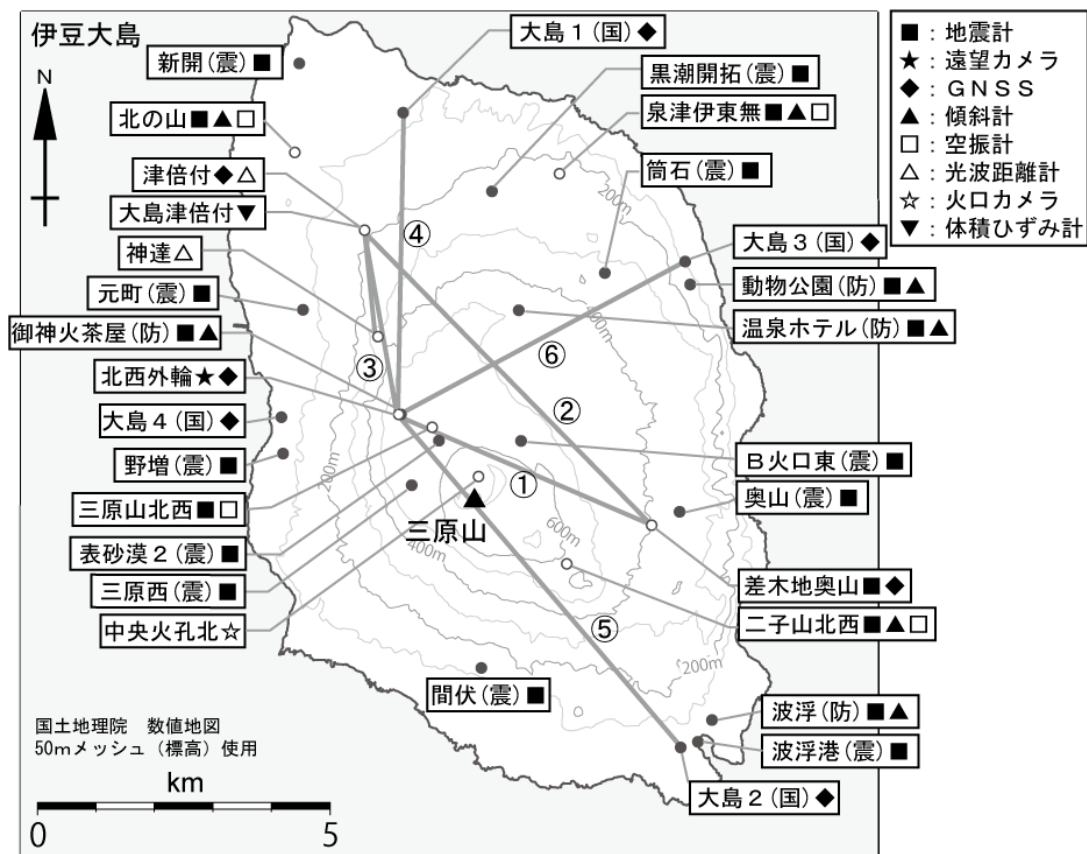 伊豆大島
N
新開(震)■
北の山■▲□
津倍付◆△
大島津倍付▼
神達△
元町(震)■
御神火茶屋(防)■▲
北西外輪★◆
大島4(国)◆
野増(震)■
三原山北西■□
表砂漠2(震)■
三原西(震)■
中央火孔北☆
大島1(国)◆
黒潮開拓(震)■
泉津伊東無■▲□
筒石(震)■
大島3(国)◆
動物公園(防)■▲
温泉ホテル(防)■▲
B火口東(震)■
奥山(震)■
差木地奥山■◆
二子山北西■▲□
波浮(防)■▲
波浮港(震)■
大島2(国)◆
間伏(震)■
三原山
①
②
③
④
⑤
⑥
200m
400m
200m
600m
400m
200m
国土地理院 数値地図
50mメッシュ(標高)使用
km
0 5
■:地震計
★:遠望カメラ
◆:GNSS
▲:傾斜計
□:空振計
△:光波距離計
☆:火口カメラ
▼:体積ひずみ計